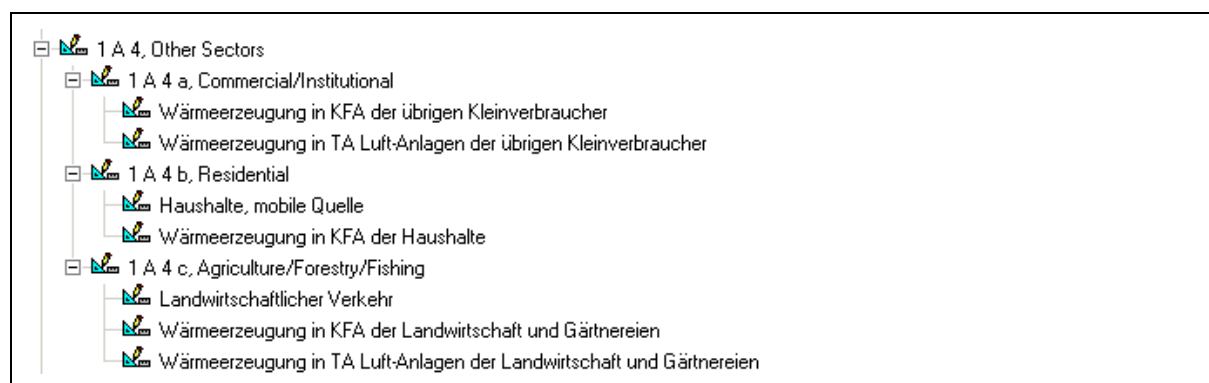 1 A 4, Other Sectors
1 A 4 a, Commercial/Institutional
Wärmeerzeugung in KFA der übrigen Kleinverbraucher
Wärmeerzeugung in TA Luft-Anlagen der übrigen Kleinverbraucher
1 A 4 b, Residential
Haushalte, mobile Quelle
Wärmeerzeugung in KFA der Haushalte
1 A 4 c, Agriculture/Forestry/Fishing
Landwirtschaftlicher Verkehr
Wärmeerzeugung in KFA der Landwirtschaft und Gärtnereien
Wärmeerzeugung in TA Luft-Anlagen der Landwirtschaft und Gärtnereien